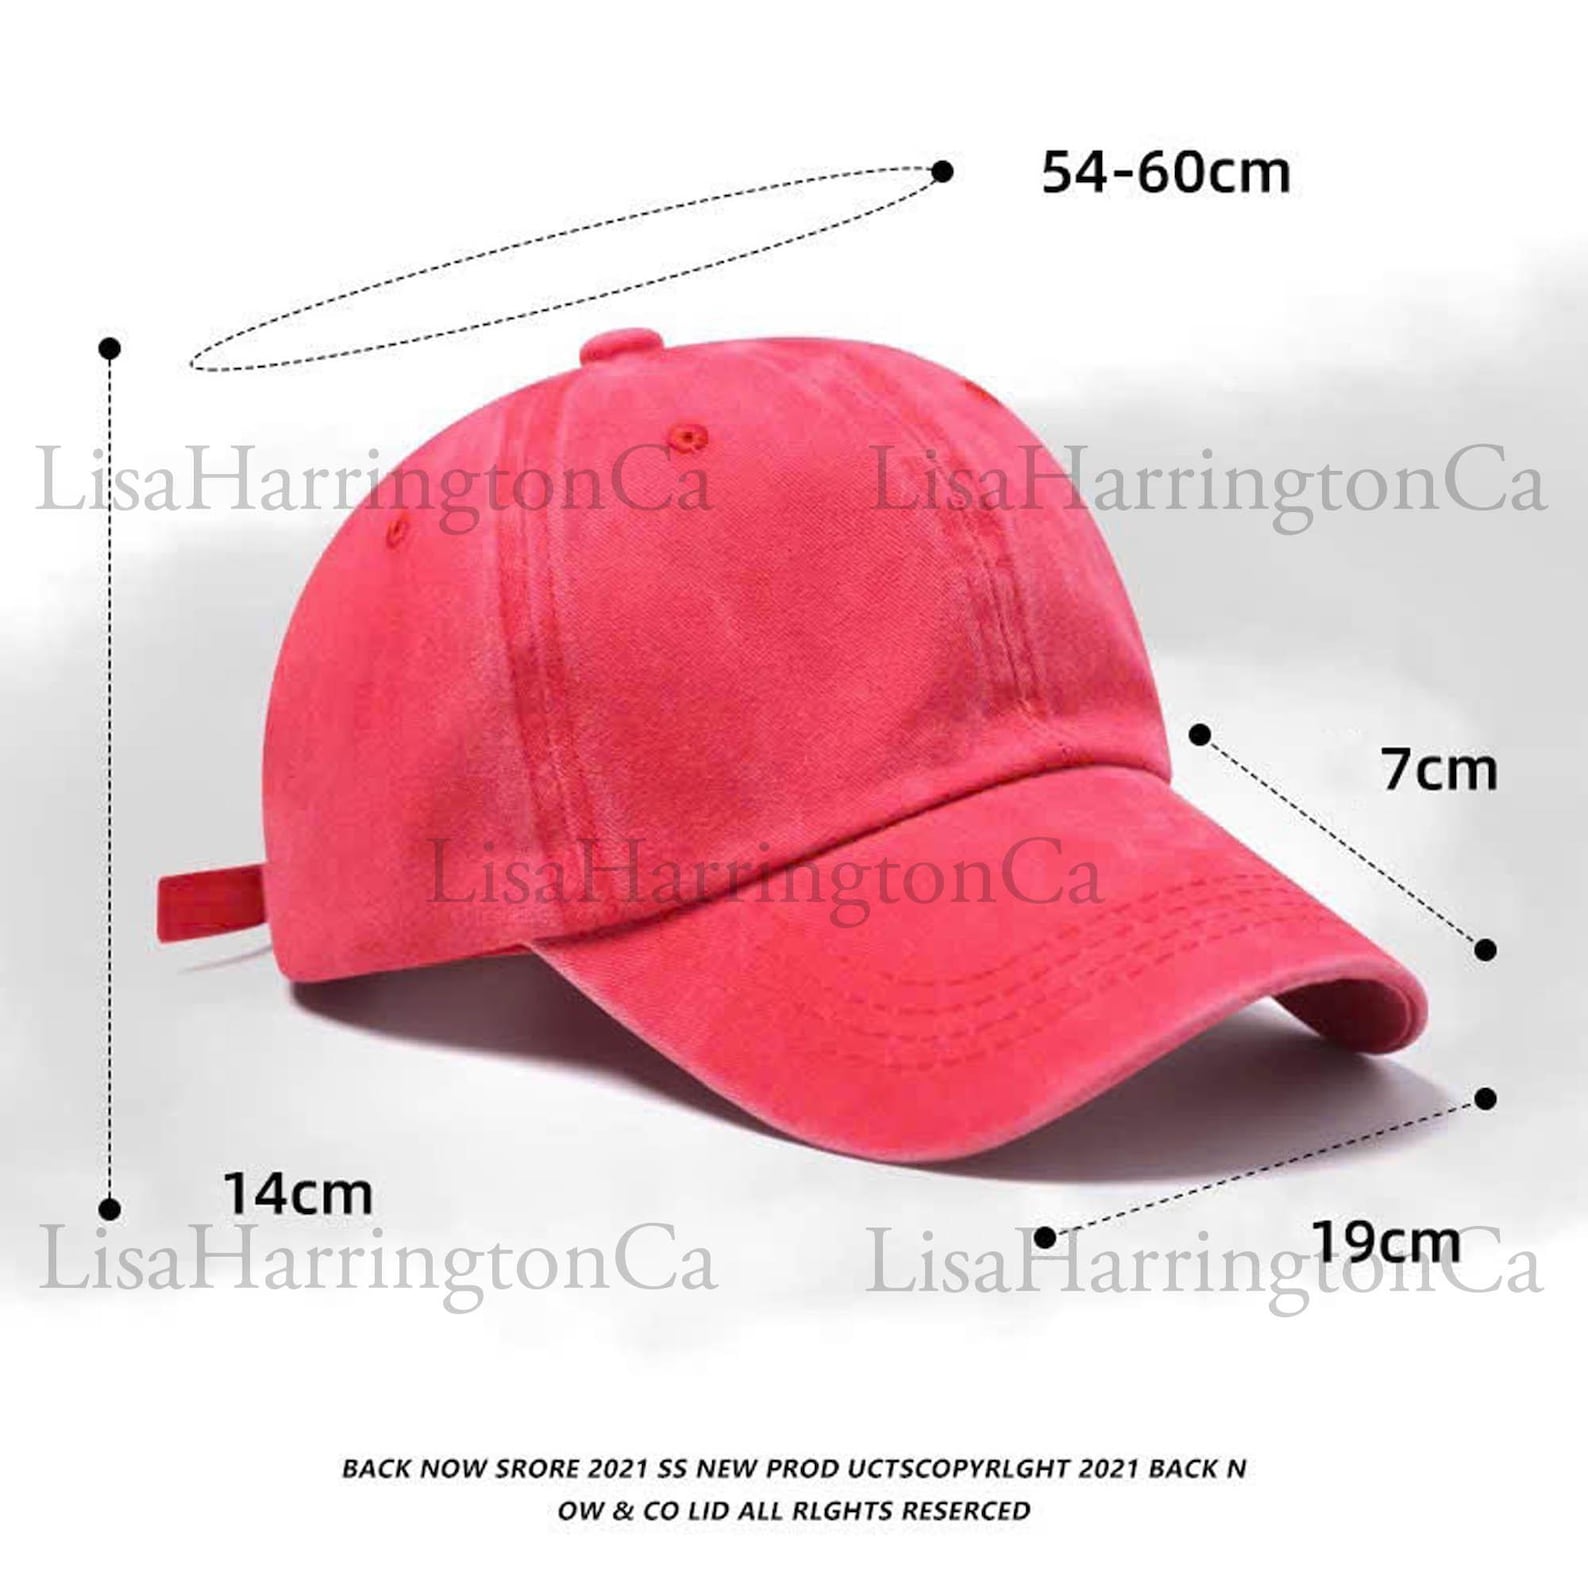 54-60cm
LisaHarringtonCa LisaHarringtonCa
7cm
LisaHarringtonCa
14cm
19cm
LisaHarringtonCa LisaHarringtonCa
BACK NOW SRORE 2021 SS NEW PROD UCTSCOPYRLGHT 2021 BACK N
OW & CO LID ALL RLGHTS RESERCED